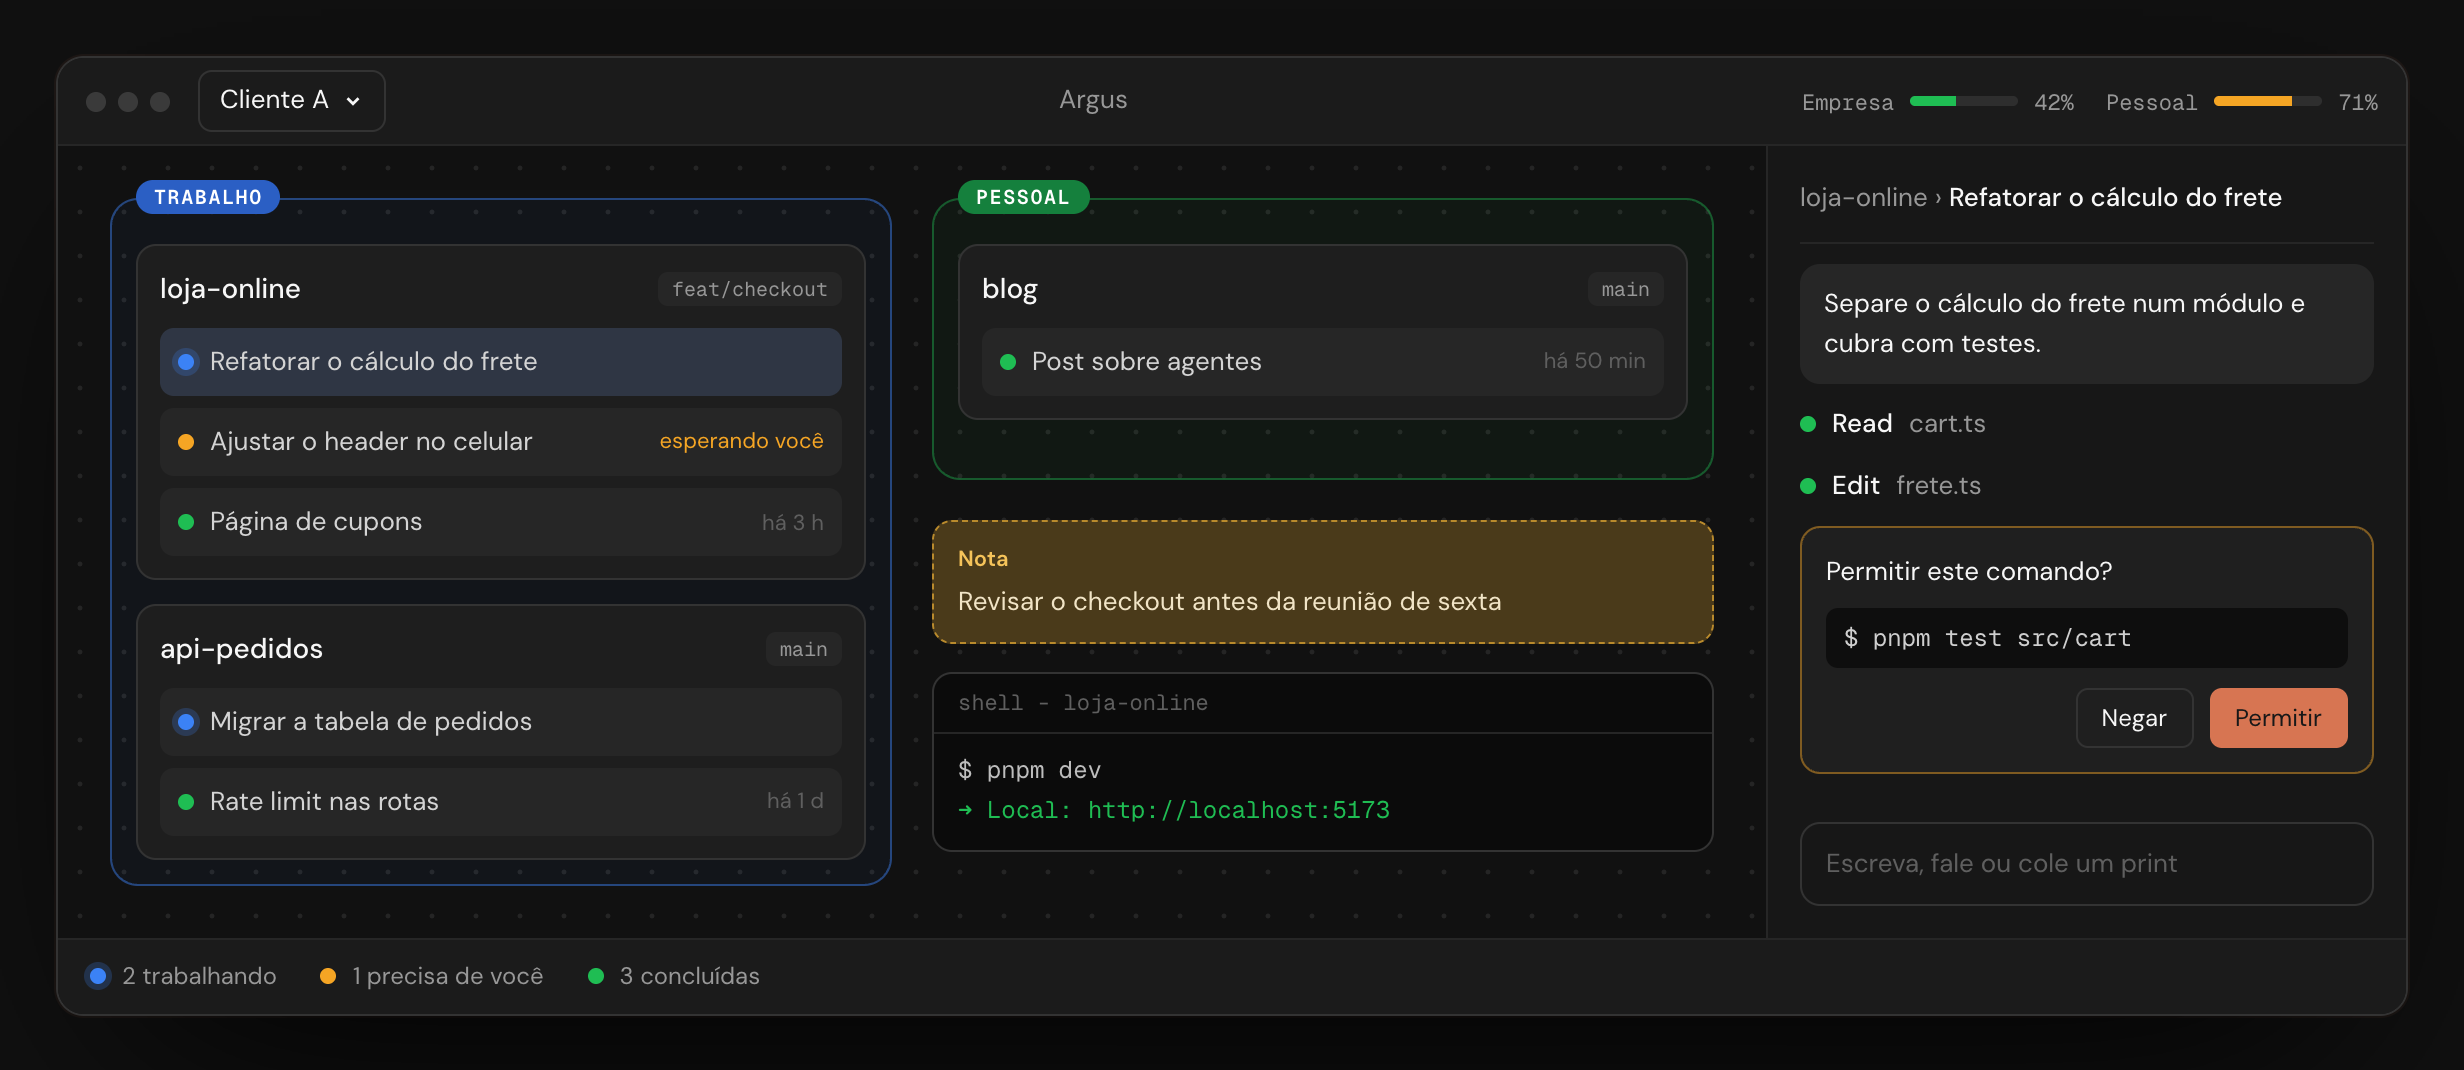 Cliente A
Argus
Empresa 42% Pessoal 71%
TRABALHO
loja-online feat/checkout
Refatorar o cálculo do frete
Ajustar o header no celular esperando você
Página de cupons há 3 h
api-pedidos main
Migrar a tabela de pedidos
Rate limit nas rotas há 1 d
PESSOAL
blog main
Post sobre agentes há 50 min
Nota
Revisar o checkout antes da reunião de sexta
shell - loja-online
$ pnpm dev
➜ Local: http://localhost:5173
loja-online › Refatorar o cálculo do frete
Separe o cálculo do frete num módulo e
cubra com testes.
Read cart.ts
Edit frete.ts
Permitir este comando?
$ pnpm test src/cart
Negar Permitir
Escreva, fale ou cole um print
2 trabalhando 1 precisa de você 3 concluídas